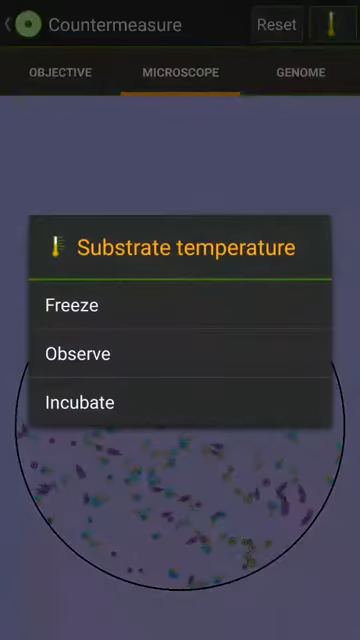 Countermeasure
Reset
OBJECTIVE
MICROSCOPE
GENOME
Substrate temperature
Freeze
Observe
Incubate